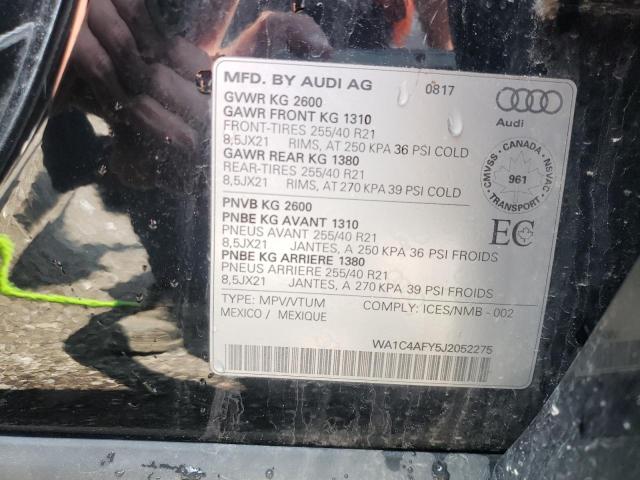 MFD. BY AUDI AG 0817
GVWR KG 2600
GAWR FRONT KG 1310
FRONT-TIRES 255/40 R21
8,5JX21 RIMS, AT 250 KPA 36 PSI COLD
GAWR REAR KG 1380
REAR-TIRES 255/40 R21
8,5JX21 RIMS, AT 270 KPA 39 PSI COLD
PNVB KG 2600
PNBE KG AVANT 1310
PNEUS AVANT 255/40 R21
8,5JX21 JANTES, A 250 KPA 36 PSI FROIDS
PNBE KG ARRIERE 1380
PNEUS ARRIERE 255/40 R21
8,5JX21 JANTES, A 270 KPA 39 PSI FROIDS
TYPE: MPV/VTUM COMPLY: ICES/NMB - 002
MEXICO / MEXIQUE
WA1C4AFY5J2052275
Audi
CMVSS - CANADA - NSVAC
961
TRANSPORT
EC